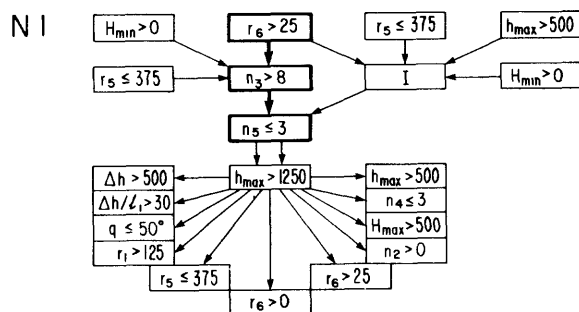 N I
H_min > 0
r_6 > 25
r_5 ≤ 375
h_max > 500
r_5 ≤ 375
n_3 > 8
I
H_min > 0
n_5 ≤ 3
Δh > 500
h_max > 1250
h_max > 500
Δh/ℓ_1 > 30
n_4 ≤ 3
q ≤ 50°
H_max > 500
r_1 > 125
n_2 > 0
r_5 ≤ 375
r_6 > 25
r_6 > 0